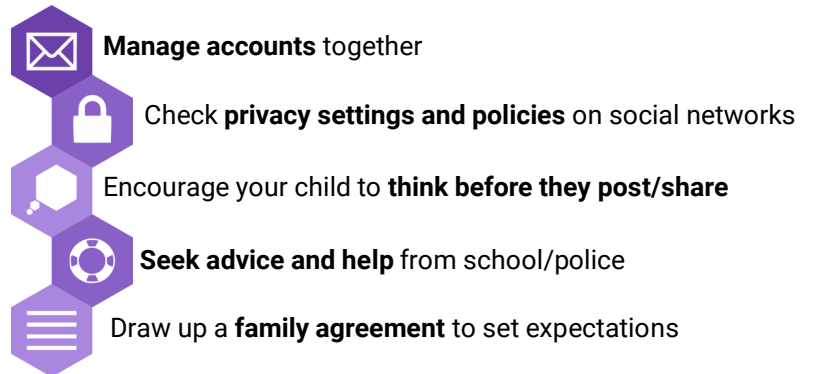 Manage accounts together
Check privacy settings and policies on social networks
Encourage your child to think before they post/share
Seek advice and help from school/police
Draw up a family agreement to set expectations